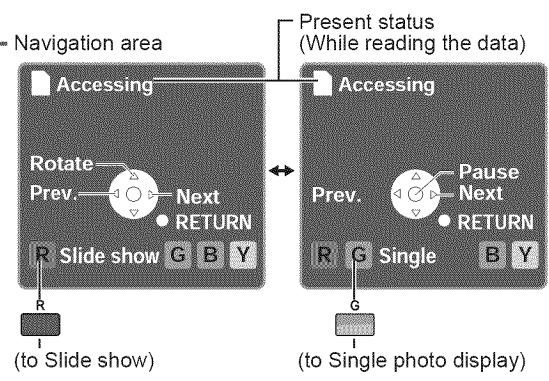 Present status
Navigation area
(While reading the data)
Accessing
Accessing
Rotate
Prev.
Next
RETURN
R Slide show G B Y
Pause
Prev.
Next
RETURN
R G Single B Y
R
G
(to Slide show)
(to Single photo display)